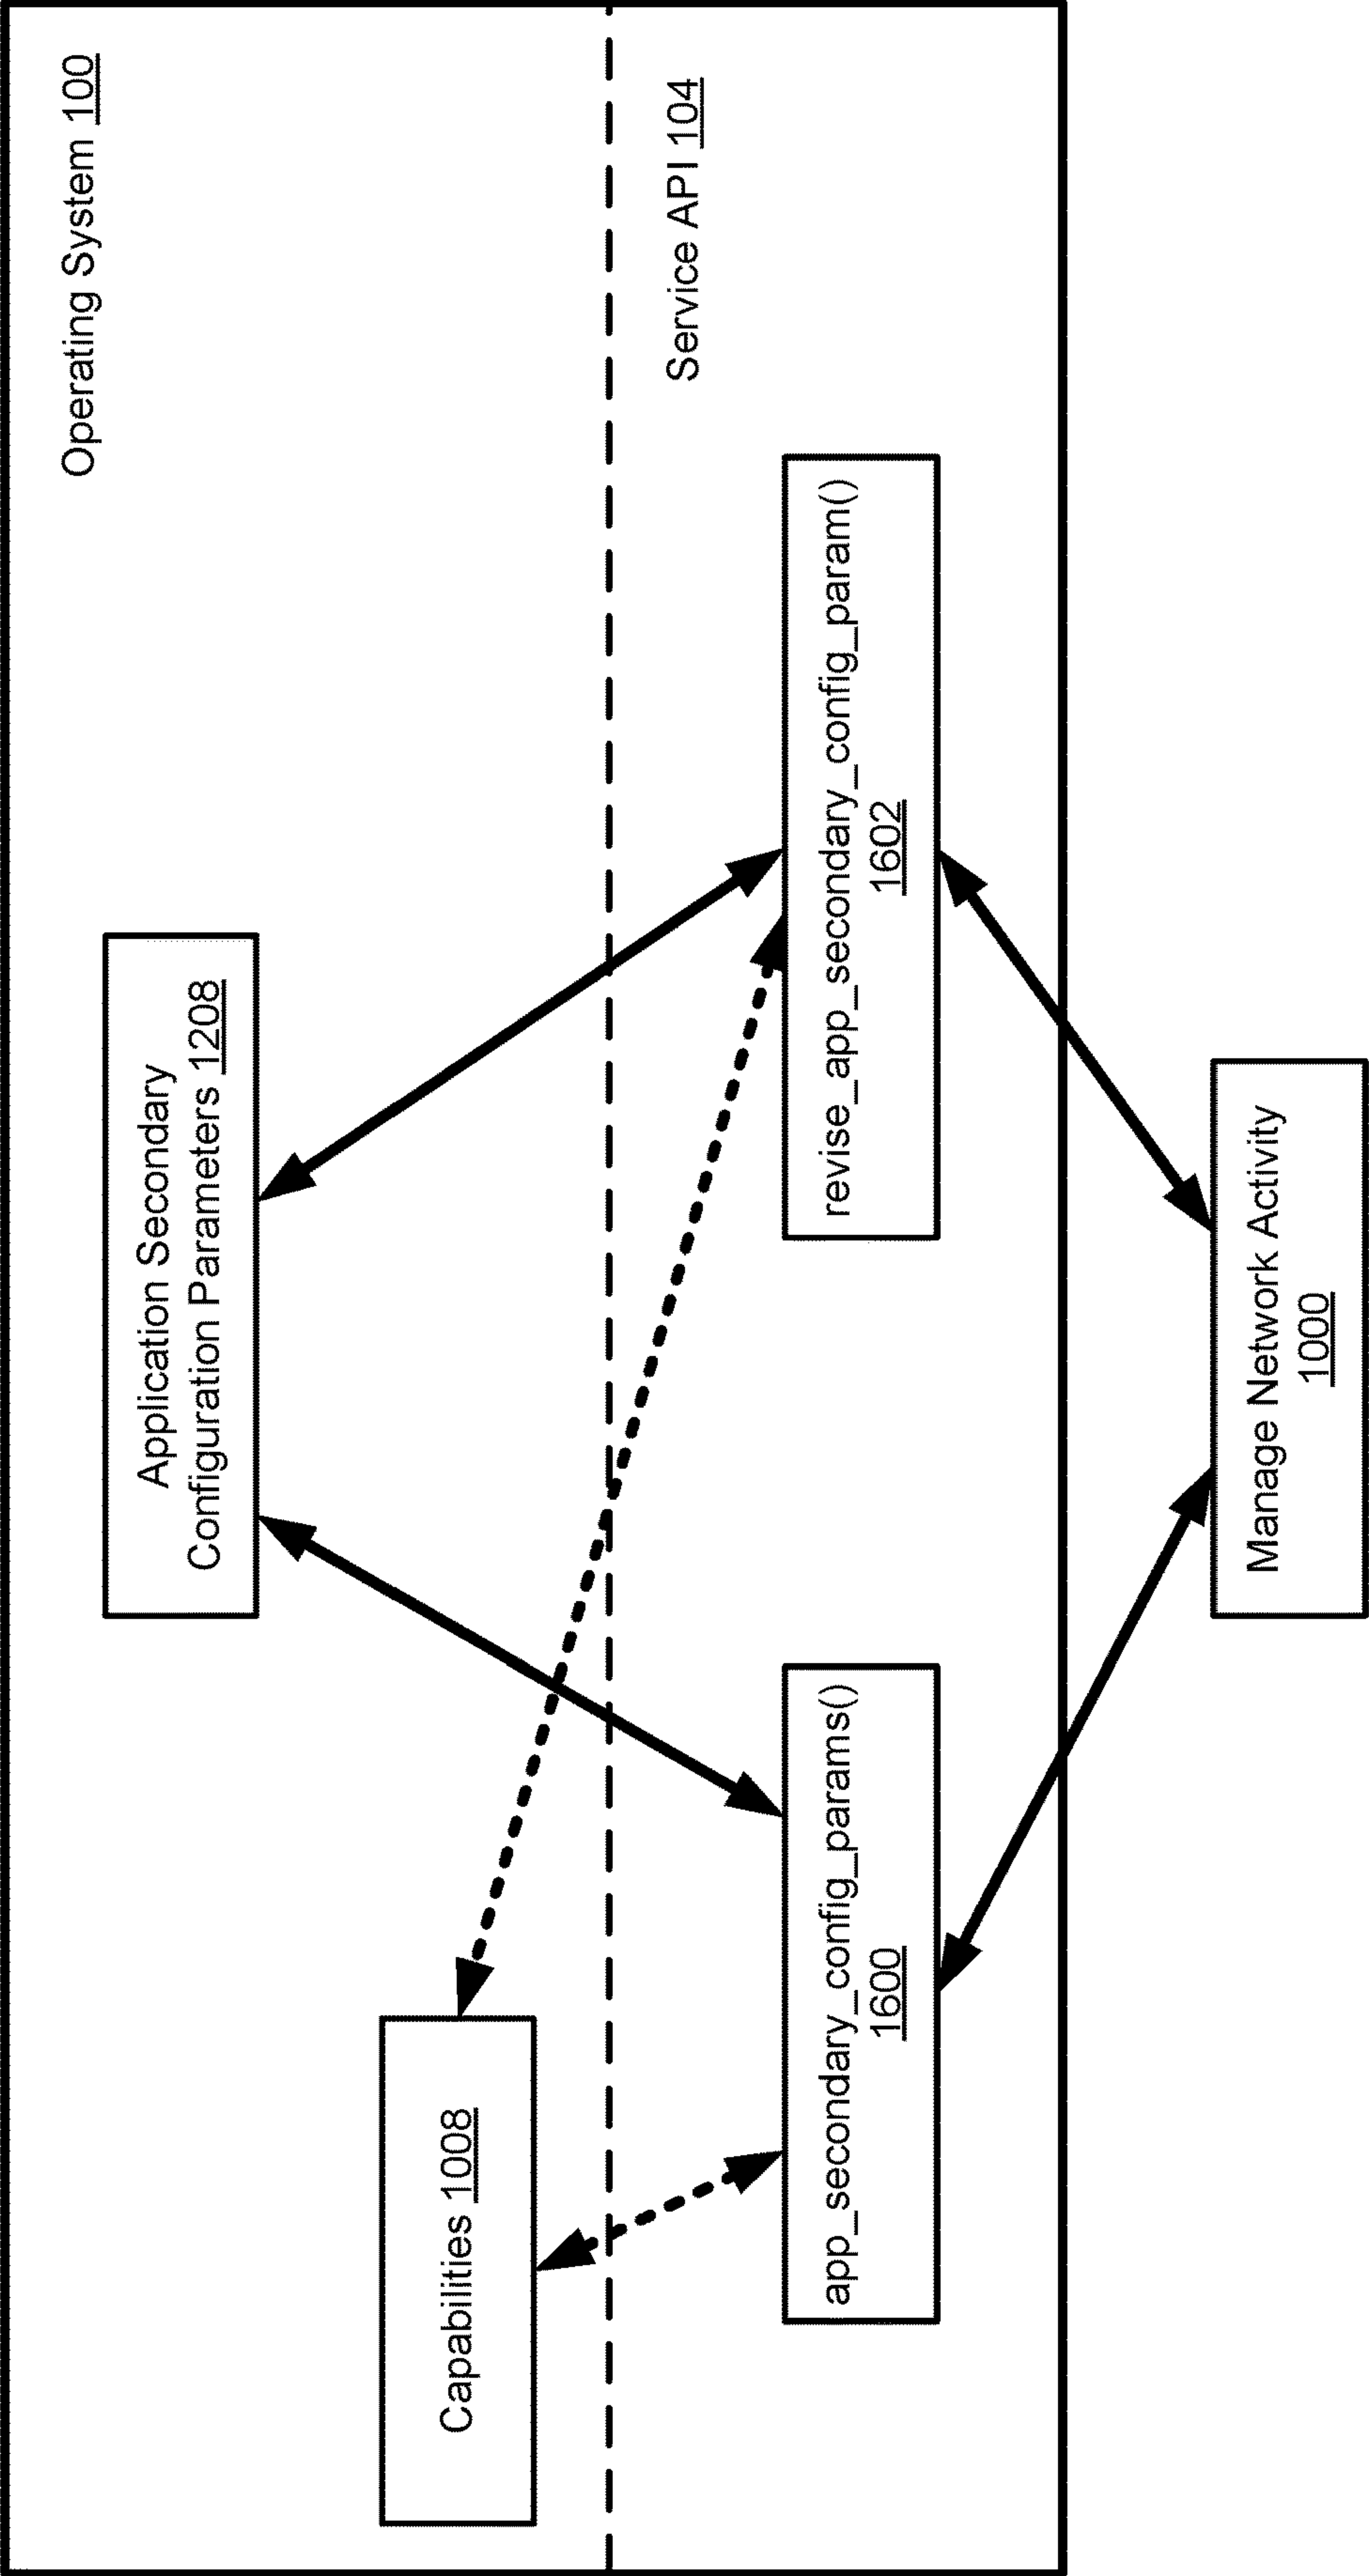 Operating System 100
Application Secondary
Configuration Parameters 1208
Capabilities 1008
Service API 104
app_secondary_config_params()
1600
revise_app_secondary_config_param()
1602
Manage Network Activity
1000